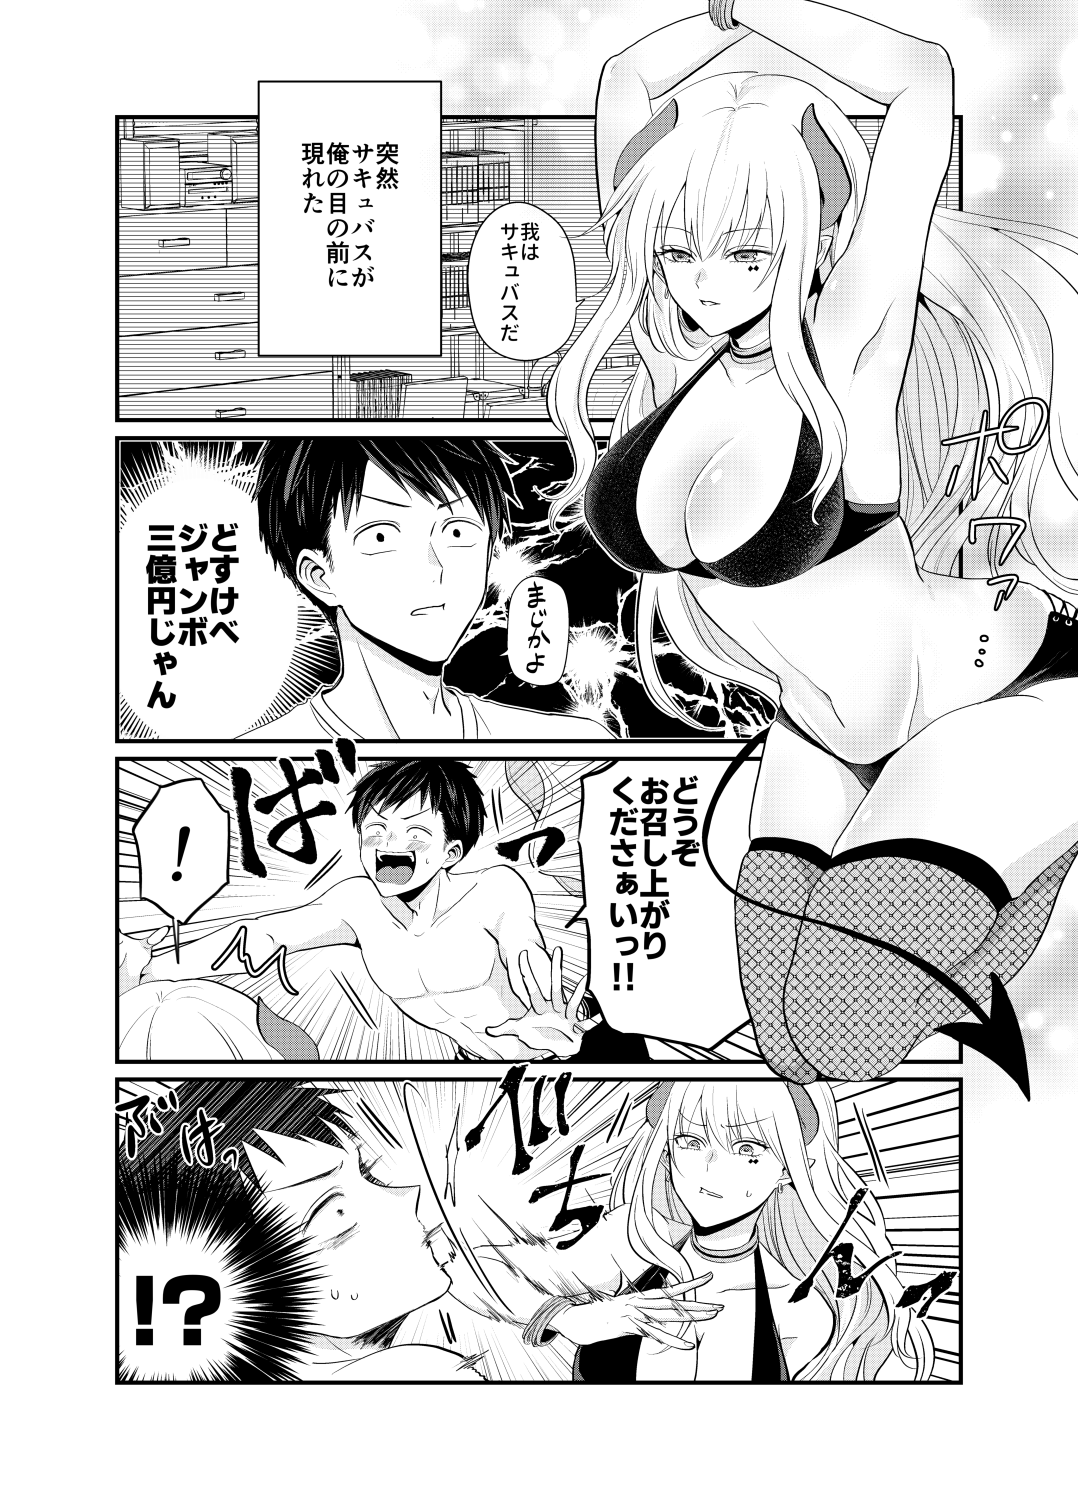 突然
サキュバスが
俺の目の前に
現れた
我は
サキュバスだ
ポワァ
…
まじかよ
どすけべ
ジャンボ
三億円じゃん
どうぞ
お召し上がり
くださぁいっ!!
ばっ
!
バチ
ぶはっ
!?